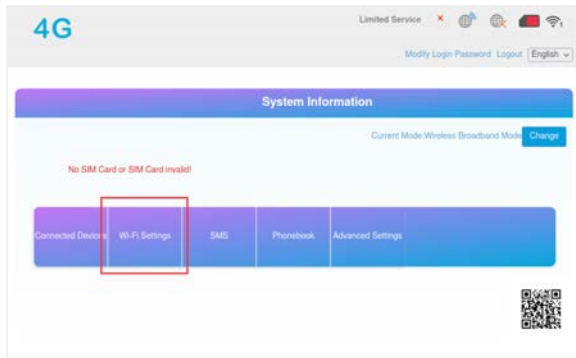 4G
Limited Service
Modify Login Password Logout English
System Information
Current Mode:Wireless Broadband Mode Change
No SIM Card or SIM Card invalid!
Connected Devices Wi-Fi Settings SMS Phonebook Advanced Settings